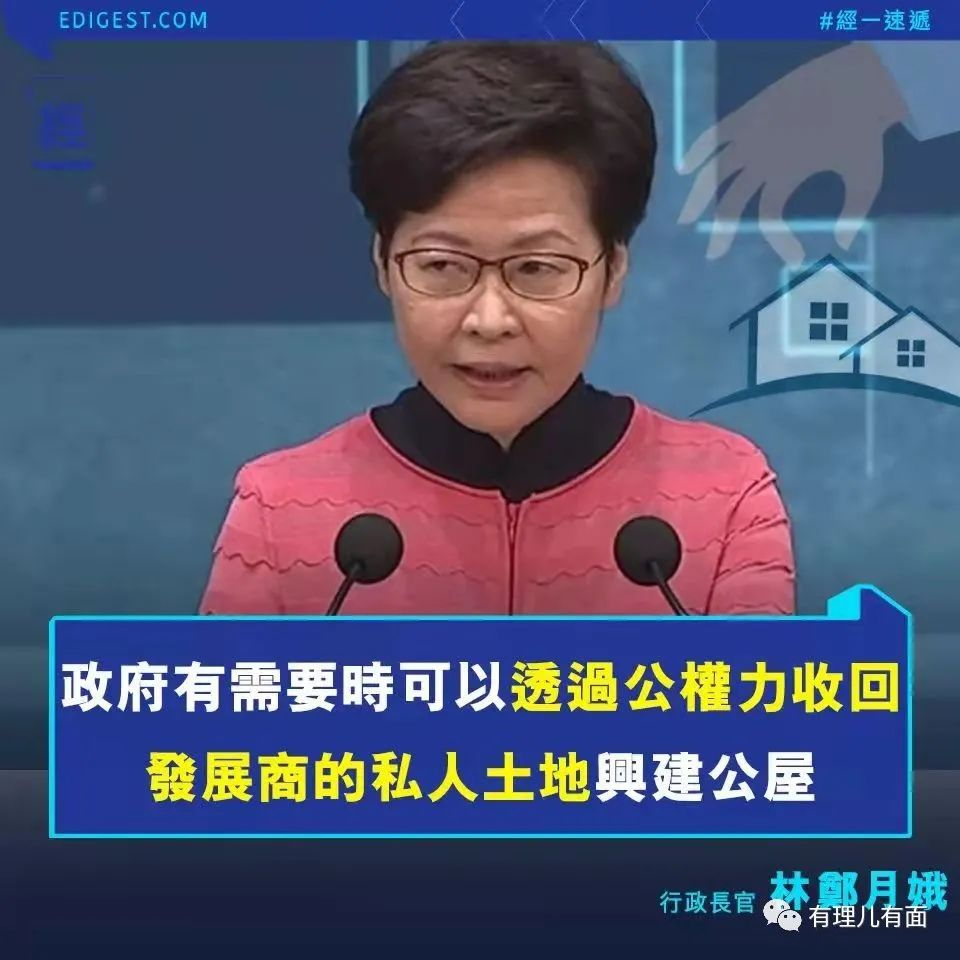 EDIGEST.COM
#經一速遞
經
政府有需要時可以透過公權力收回
發展商的私人土地興建公屋
行政長官 林鄭月娥
有理儿有面